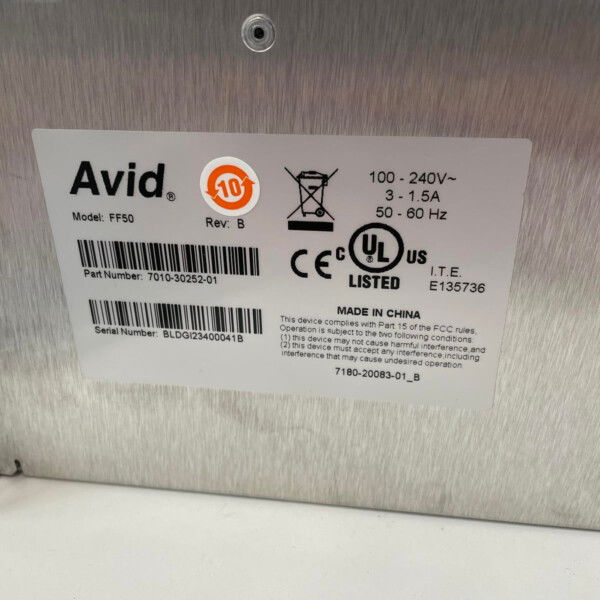 Avid®
10
Model: FF50
Rev: B
Part Number: 7010-30252-01
Serial Number: BLDGI23400041B
100 - 240V~
3 - 1.5A
50 - 60 Hz
CE
C UL US
LISTED
I.T.E.
E135736
MADE IN CHINA
This device complies with Part 15 of the FCC rules,
Operation is subject to the two following conditions:
(1) this device may not cause harmful interference,and
(2) this device must accept any interference,including
interference that may cause undesired operation
7180-20083-01_B